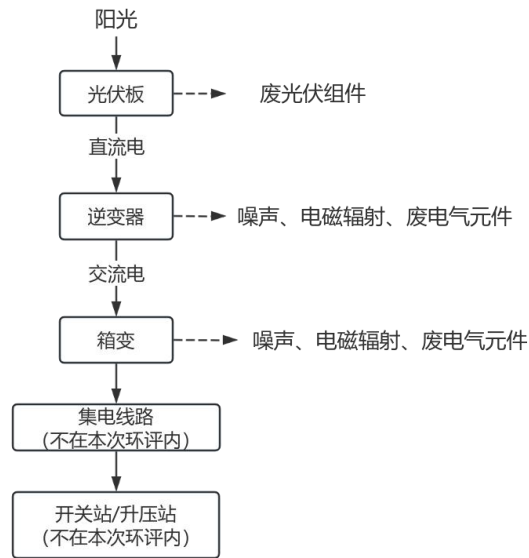 阳光
光伏板
废光伏组件
直流电
逆变器
噪声、电磁辐射、废电气元件
交流电
箱变
噪声、电磁辐射、废电气元件
集电线路
(不在本次环评内)
开关站/升压站
(不在本次环评内)